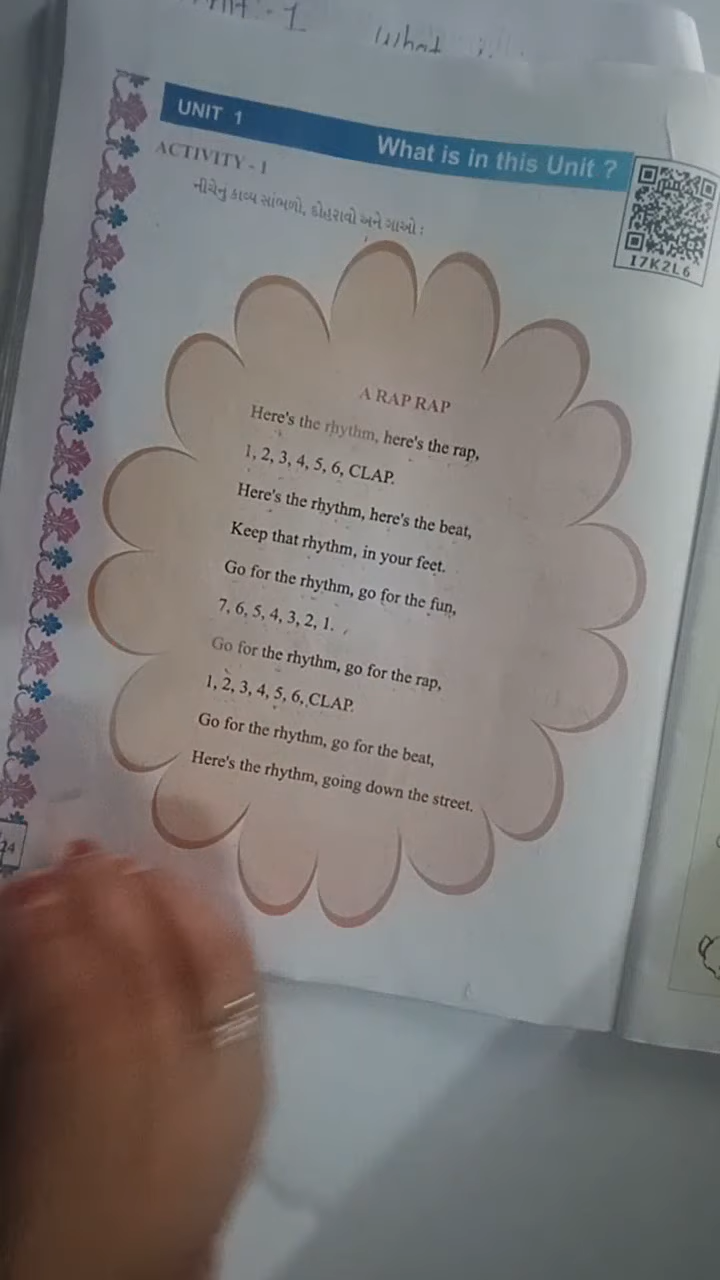 What
UNIT 1
What is in this Unit ?
ACTIVITY - 1
નીચેનું કાવ્ય સાંભળો, દોહરાવો અને ગાઓ :
I7K2L6
A RAP RAP
Here's the rhythm, here's the rap,
1, 2, 3, 4, 5, 6, CLAP.
Here's the rhythm, here's the beat,
Keep that rhythm, in your feet.
Go for the rhythm, go for the fun,
7, 6, 5, 4, 3, 2, 1.
Go for the rhythm, go for the rap,
1, 2, 3, 4, 5, 6, CLAP.
Go for the rhythm, go for the beat,
Here's the rhythm, going down the street.